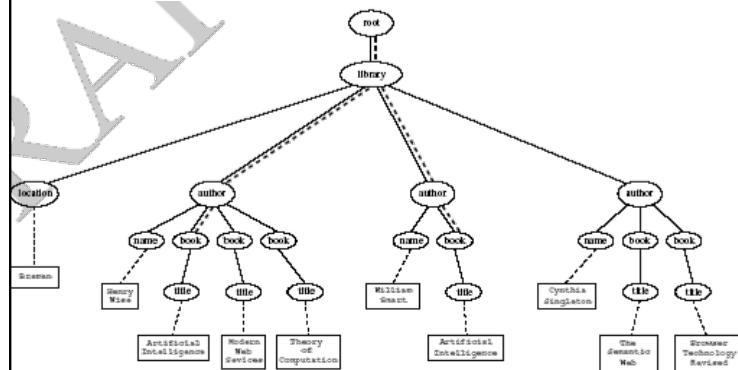 root
library
location author author author
name book book book name book name book book
Bremen Henry Wise title title title William Smart title Cynthia Singleton title title
Artificial Intelligence
Modern Web Sevices
Theory of Computation
Artificial Intelligence
The Semantic Web
Browser Technology Revised